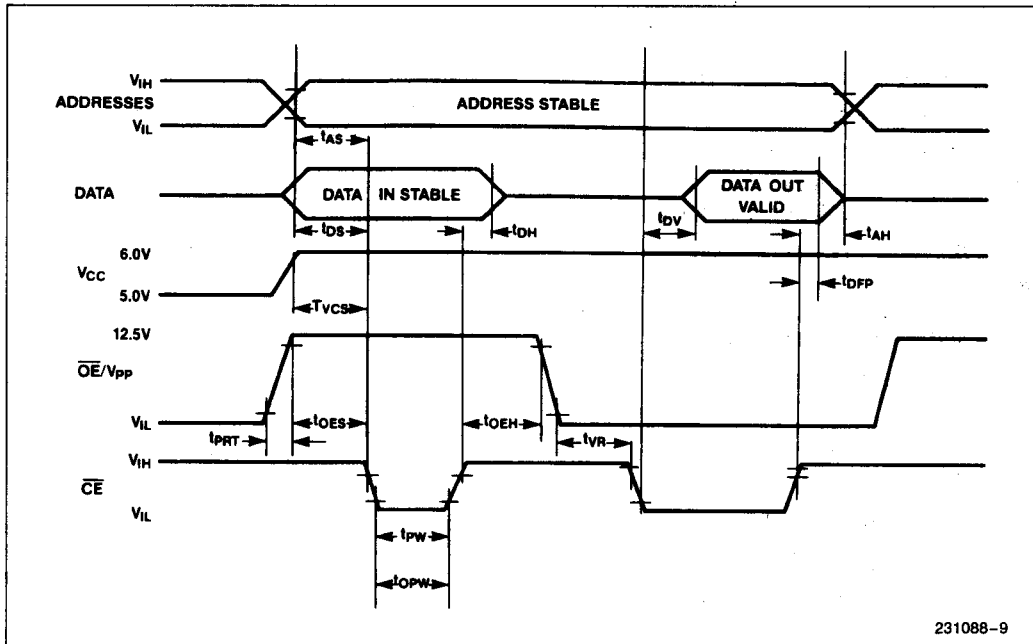 VIH
ADDRESSES
VIL
ADDRESS STABLE
tAS
DATA
DATA IN STABLE
DATA OUT
VALID
tDS
tDH
tDV
tAH
6.0V
VCC
5.0V
TVCS
tDFP
12.5V
OE/VPP
VIL
tPRT
tOES
tOEH
tVR
VIH
CE
VIL
tPW
tOPW
231088-9